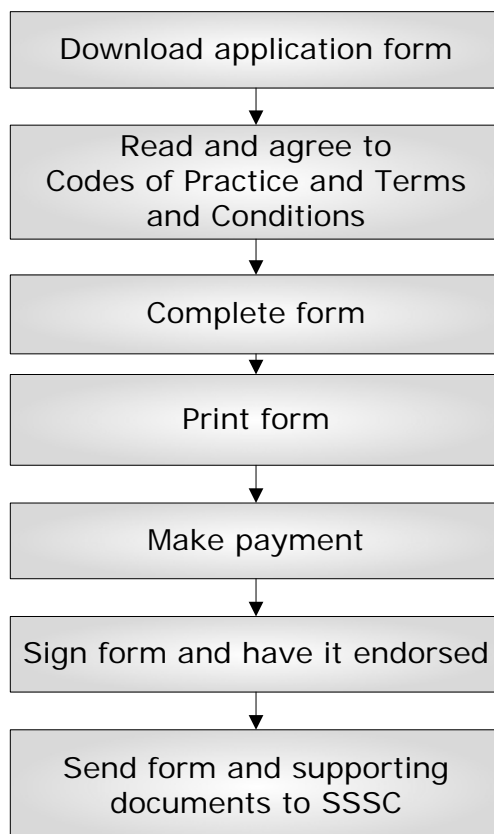 Download application form
Read and agree to
Codes of Practice and Terms
and Conditions
Complete form
Print form
Make payment
Sign form and have it endorsed
Send form and supporting
documents to SSSC